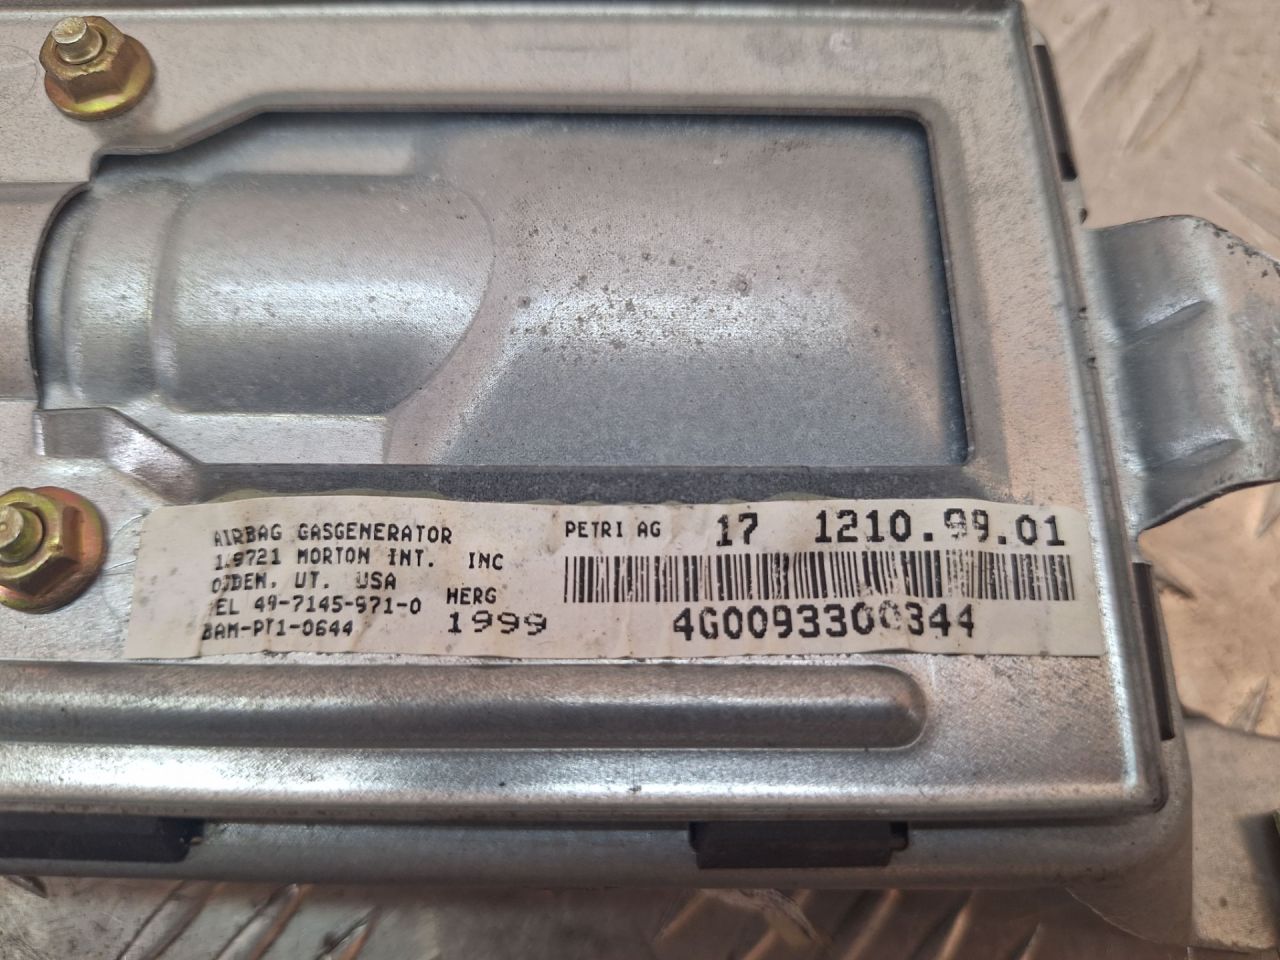 AIRBAG GASGENERATOR
1.9721 MORTON INT. INC
OGDEN, UT. USA
EL 49-7145-971-0 HERG
BAM-PT1-0644 1999
PETRI AG 17 1210.99.01
4G0093300344